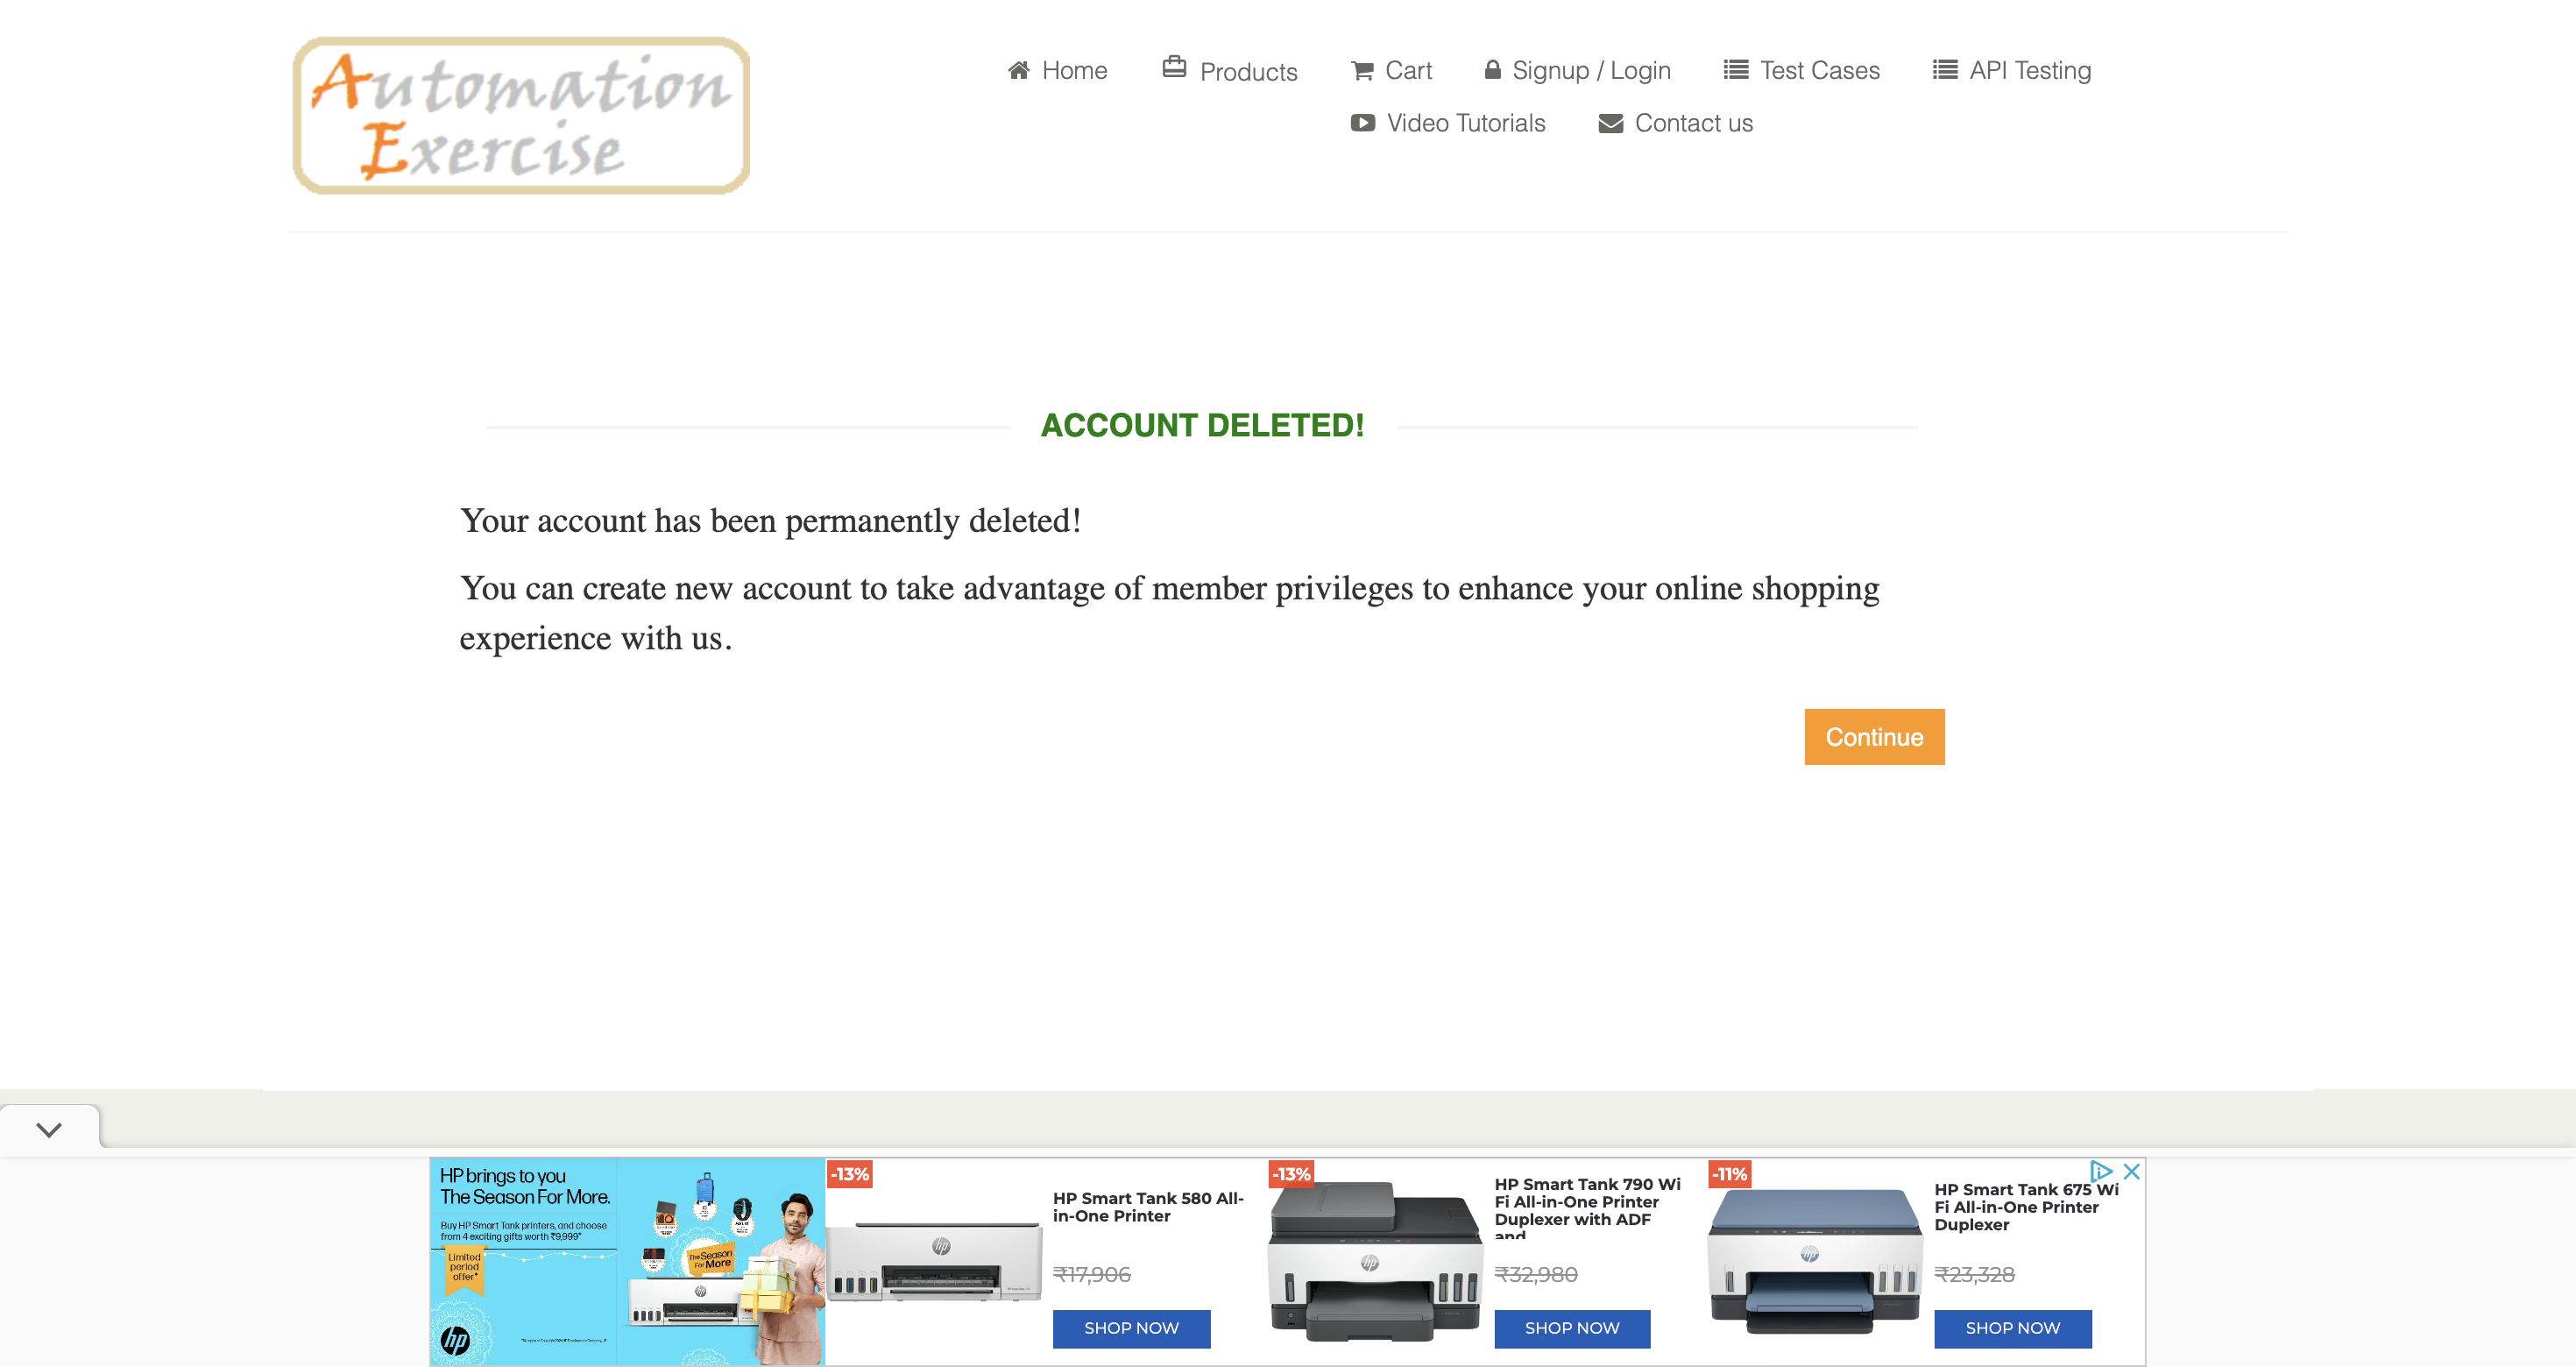 Automation
Exercise
Home Products Cart Signup / Login Test Cases API Testing
Video Tutorials Contact us
ACCOUNT DELETED!
Your account has been permanently deleted!
You can create new account to take advantage of member privileges to enhance your online shopping
experience with us.
Continue
HP brings to you
The Season For More.
Buy HP Smart Tank printers, and choose
from 4 exciting gifts worth ₹9,999*
Limited
period
offer*
The Season
For More
hp
-13%
HP Smart Tank 580 All-
in-One Printer
₹17,906
SHOP NOW
-13%
HP Smart Tank 790 Wi
Fi All-in-One Printer
Duplexer with ADF
and
₹32,980
SHOP NOW
-11%
HP Smart Tank 675 Wi
Fi All-in-One Printer
Duplexer
₹23,328
SHOP NOW